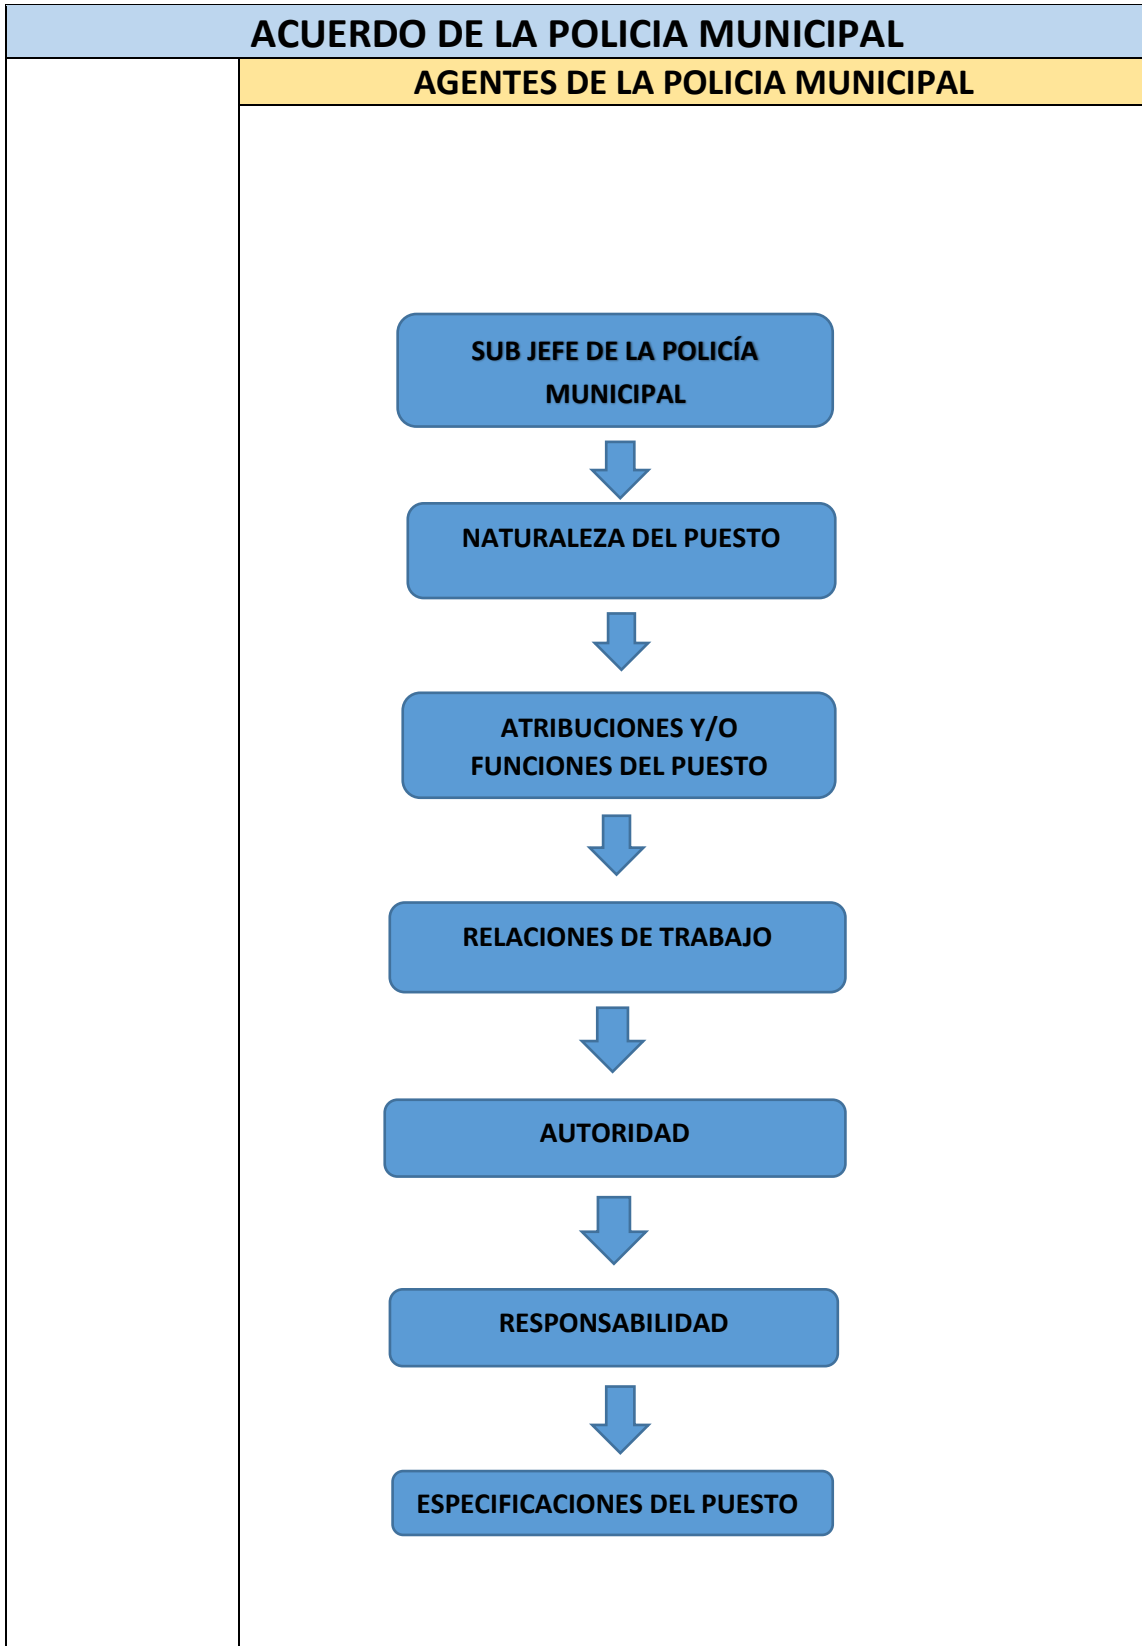 ACUERDO DE LA POLICIA MUNICIPAL
AGENTES DE LA POLICIA MUNICIPAL
SUB JEFE DE LA POLICÍA
MUNICIPAL
NATURALEZA DEL PUESTO
ATRIBUCIONES Y/O
FUNCIONES DEL PUESTO
RELACIONES DE TRABAJO
AUTORIDAD
RESPONSABILIDAD
ESPECIFICACIONES DEL PUESTO